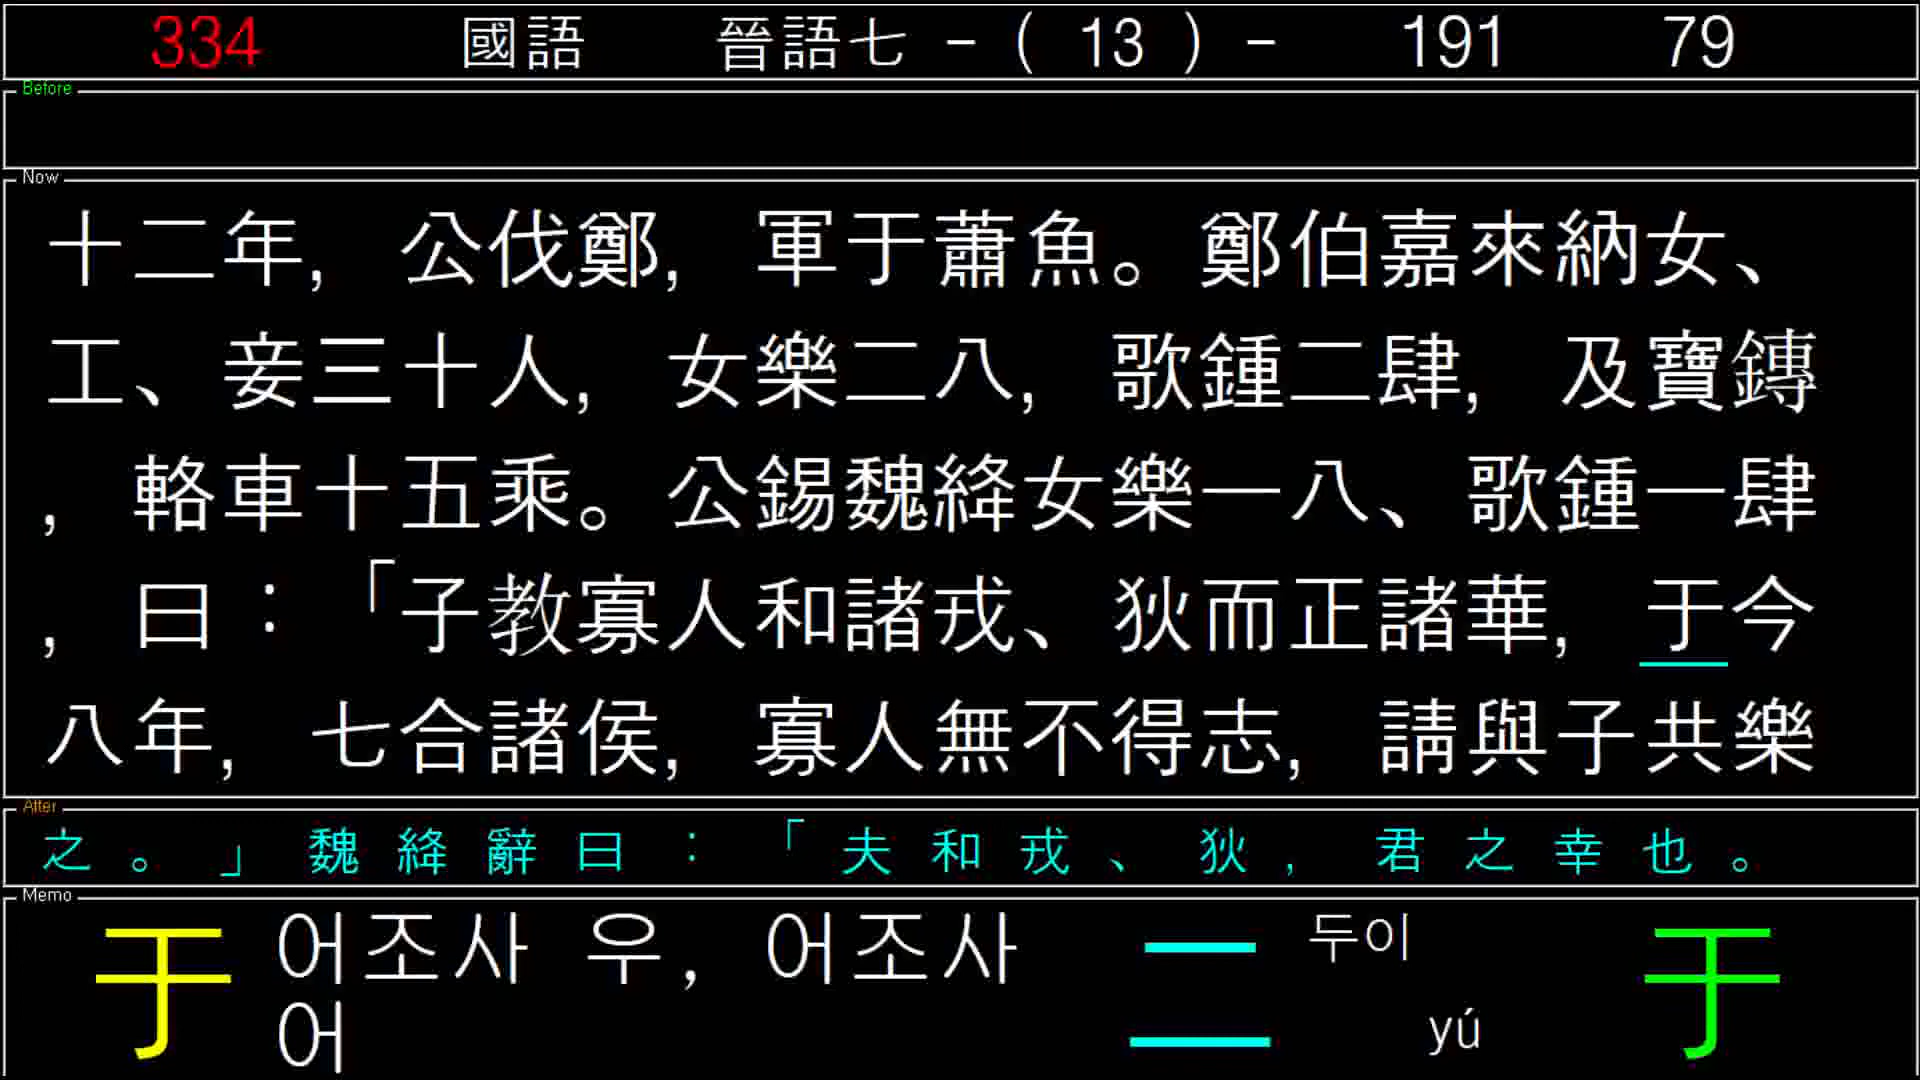 334 國語 晉語七 - ( 13 ) - 191 79
Before
Now
十二年, 公伐鄭, 軍于蕭魚。鄭伯嘉來納女、
工、妾三十人, 女樂二八, 歌鍾二肆, 及寶鎛
, 輅車十五乘。公錫魏絳女樂一八、歌鍾一肆
, 曰：「子教寡人和諸戎、狄而正諸華, 于今
八年, 七合諸侯, 寡人無不得志, 請與子共樂
After
之。」魏絳辭曰：「夫和戎、狄, 君之幸也。
Memo
于 어조사 우, 어조사 二 두이 于
어 yú